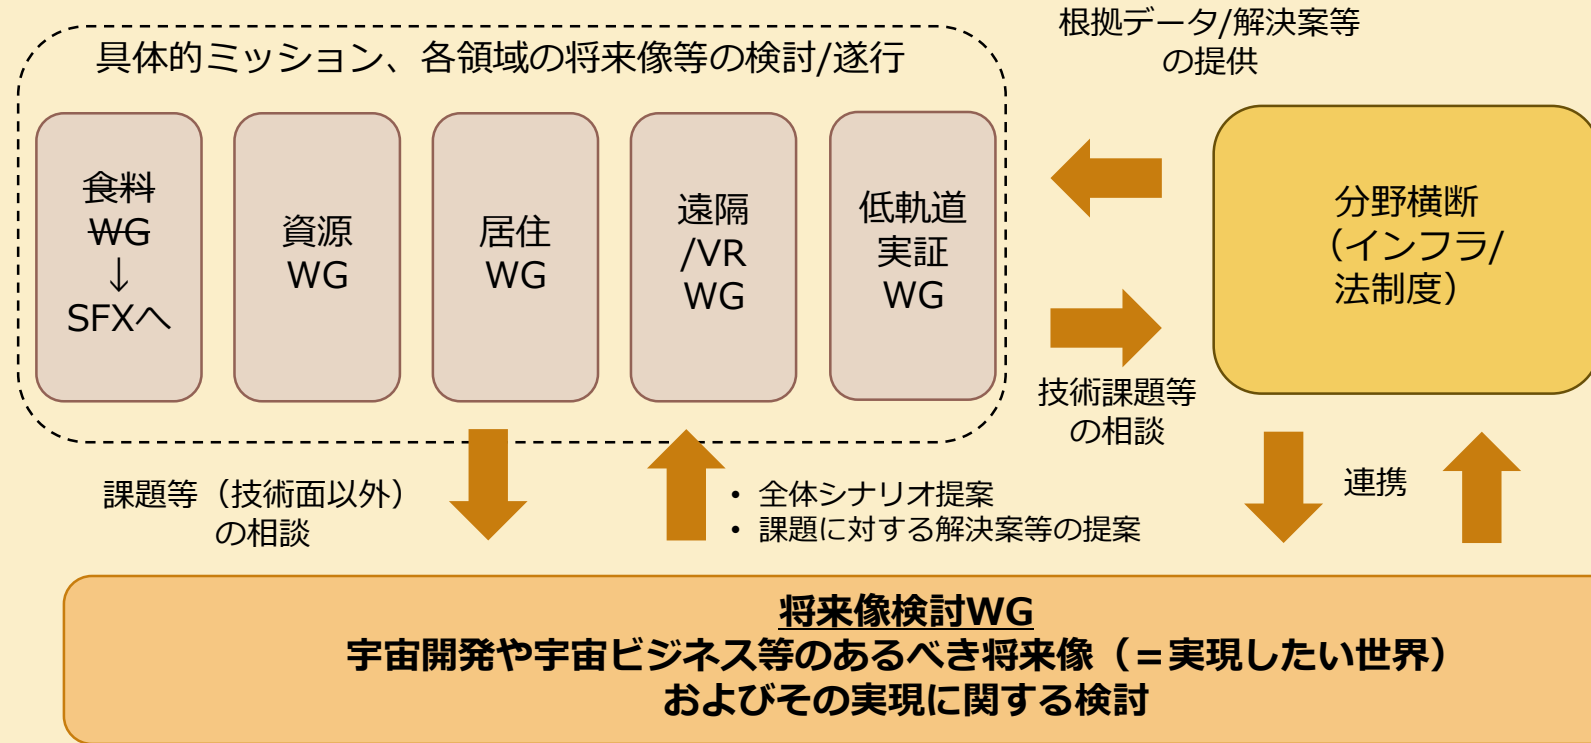 具体的ミッション、各領域の将来像等の検討/遂行
食料
WG
↓
SFXへ
資源
WG
居住
WG
遠隔
/VR
WG
低軌道
実証
WG
根拠データ/解決案等
の提供
分野横断
（インフラ/
法制度）
技術課題等
の相談
課題等（技術面以外）
の相談
• 全体シナリオ提案
• 課題に対する解決案等の提案
連携
将来像検討WG
宇宙開発や宇宙ビジネス等のあるべき将来像（＝実現したい世界）
およびその実現に関する検討